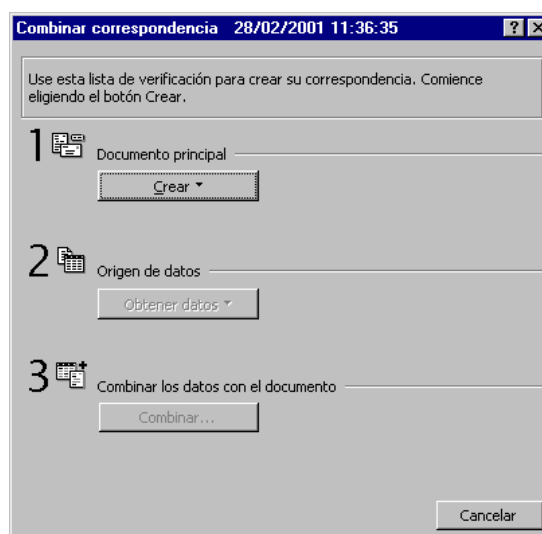 Combinar correspondencia 28/02/2001 11:36:35
Use esta lista de verificación para crear su correspondencia. Comience
eligiendo el botón Crear.
1 Documento principal
Crear
2 Origen de datos
Obtener datos
3 Combinar los datos con el documento
Combinar...
Cancelar